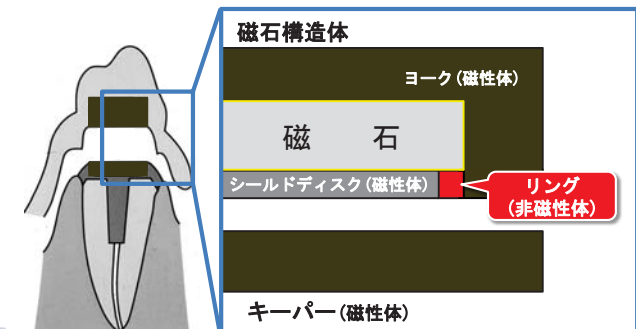 磁石構造体
ヨーク(磁性体)
磁　石
シールドディスク(磁性体)
リング
(非磁性体)
キーパー(磁性体)